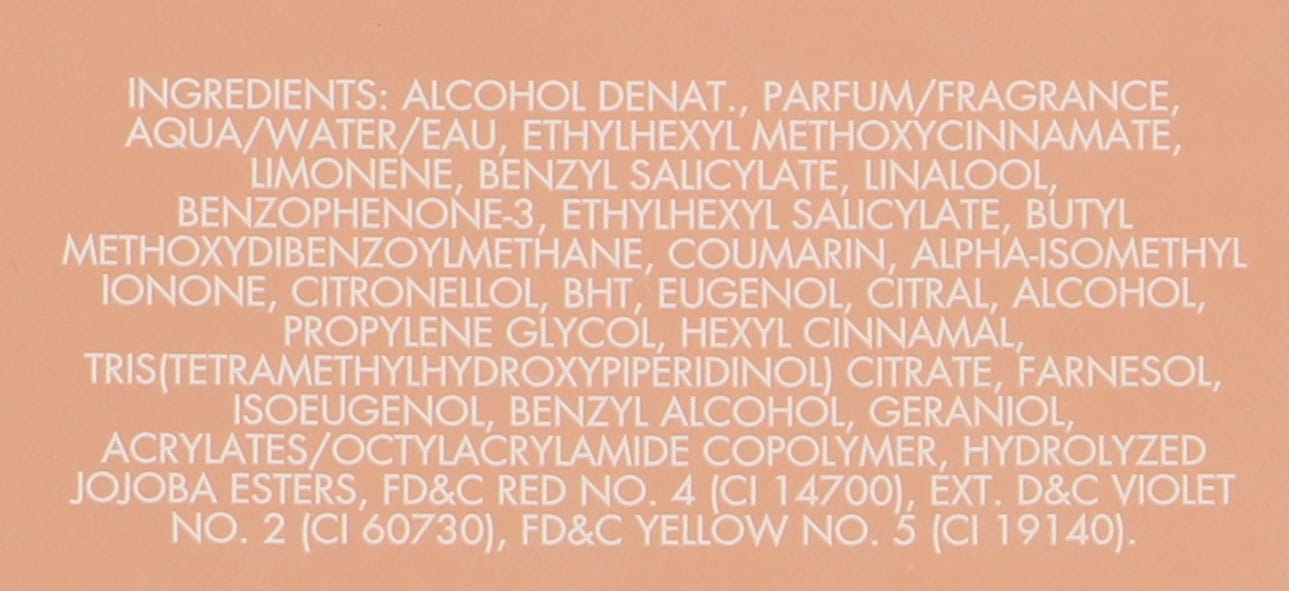 INGREDIENTS: ALCOHOL DENAT., PARFUM/FRAGRANCE,
AQUA/WATER/EAU, ETHYLHEXYL METHOXYCINNAMATE,
LIMONENE, BENZYL SALICYLATE, LINALOOL,
BENZOPHENONE-3, ETHYLHEXYL SALICYLATE, BUTYL
METHOXYDIBENZOYLMETHANE, COUMARIN, ALPHA-ISOMETHYL
IONONE, CITRONELLOL, BHT, EUGENOL, CITRAL, ALCOHOL,
PROPYLENE GLYCOL, HEXYL CINNAMAL,
TRIS(TETRAMETHYLHYDROXYPIPERIDINOL) CITRATE, FARNESOL,
ISOEUGENOL, BENZYL ALCOHOL, GERANIOL,
ACRYLATES/OCTYLACRYLAMIDE COPOLYMER, HYDROLYZED
JOJOBA ESTERS, FD&C RED NO. 4 (CI 14700), EXT. D&C VIOLET
NO. 2 (CI 60730), FD&C YELLOW NO. 5 (CI 19140).